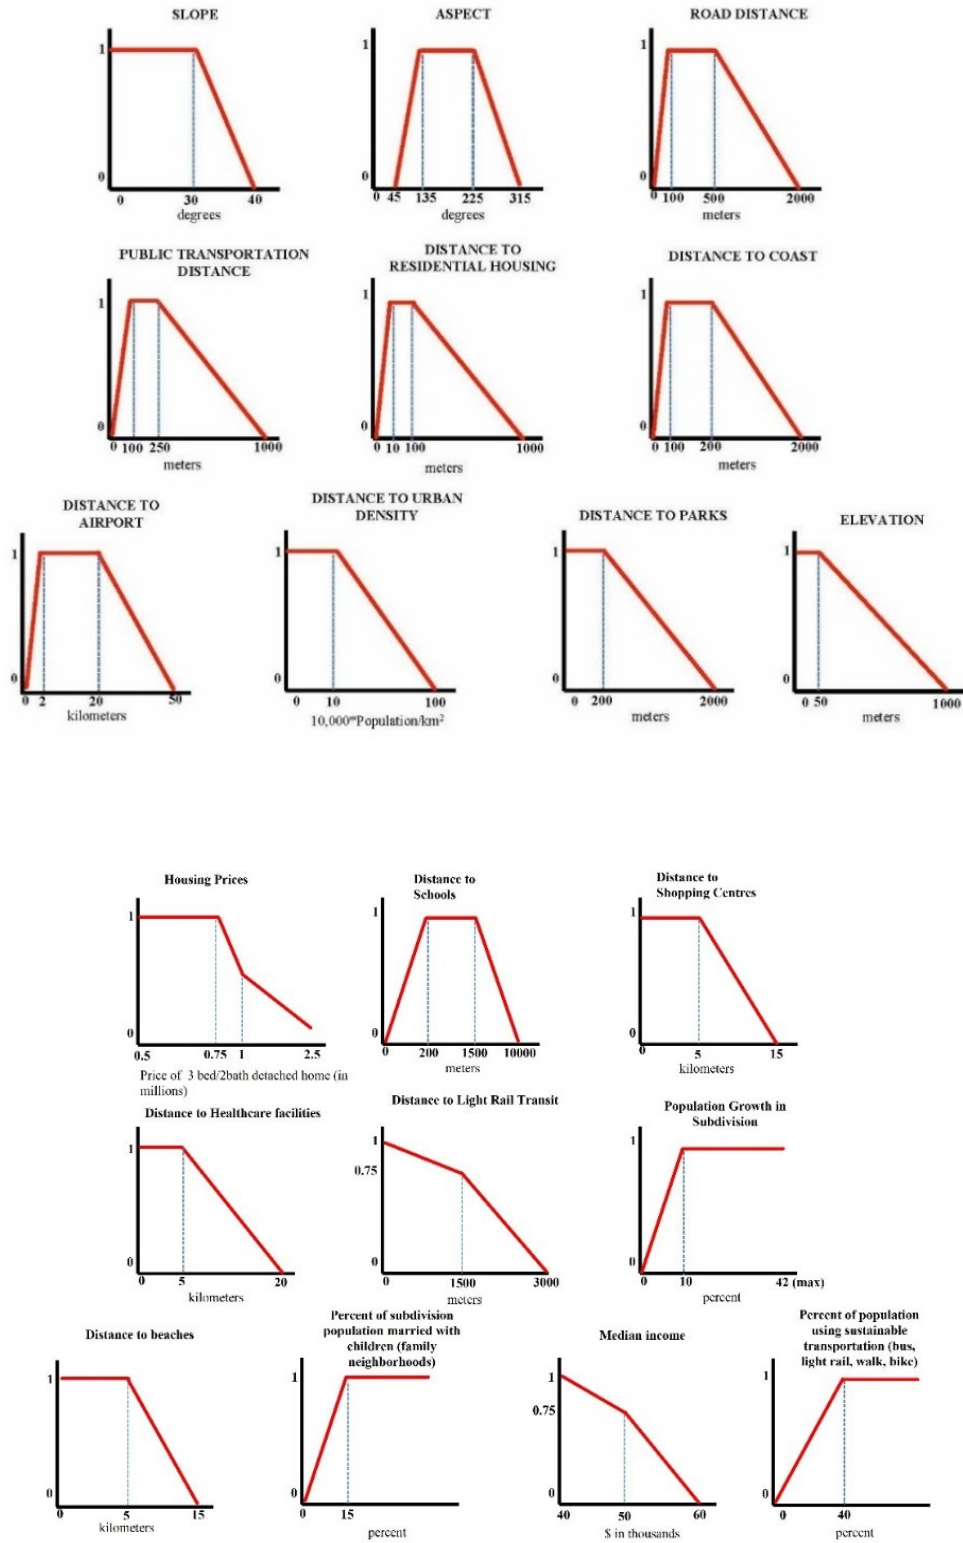 SLOPE
1
0
0 30 40
degrees
ASPECT
1
0
0 45 135 225 315
degrees
ROAD DISTANCE
1
0
0 100 500 2000
meters
PUBLIC TRANSPORTATION
DISTANCE
1
0
0 100 250 1000
meters
DISTANCE TO
RESIDENTIAL HOUSING
1
0
0 10 100 1000
meters
DISTANCE TO COAST
1
0
0 100 200 2000
meters
DISTANCE TO
AIRPORT
1
0
0 2 20 50
kilometers
DISTANCE TO URBAN
DENSITY
1
0
0 10 100
10,000∞Population/km²
DISTANCE TO PARKS
1
0
0 200 2000
meters
ELEVATION
1
0
0 50 1000
meters
Housing Prices
1
0
0.5 0.75 1 2.5
Price of 3 bed/2bath detached home (in
millions)
Distance to
Schools
1
0
0 200 1500 10000
meters
Distance to
Shopping Centres
1
0
0 5 15
kilometers
Distance to Healthcare facilities
1
0
0 5 20
kilometers
Distance to Light Rail Transit
1
0.75
0
0 1500 3000
meters
Population Growth in
Subdivision
1
0
0 10 42 (max)
percent
Distance to beaches
1
0
0 5 15
kilometers
Percent of subdivision
population married with
children (family
neighborhoods)
1
0
0 15
percent
Median income
1
0.75
0
40 50 60
$ in thousands
Percent of population
using sustainable
transportation (bus,
light rail, walk, bike)
1
0
0 40
percent